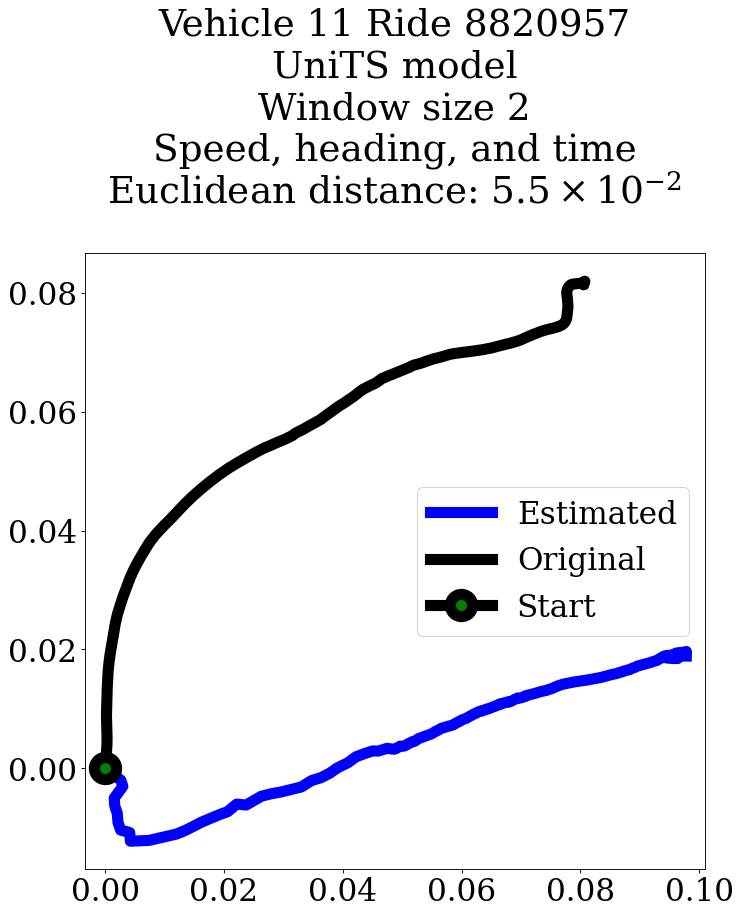 Vehicle 11 Ride 8820957
UniTS model
Window size 2
Speed, heading, and time
Euclidean distance: 5.5 × 10⁻²
0.08
0.06
0.04
0.02
0.00
Estimated
Original
Start
0.00 0.02 0.04 0.06 0.08 0.10